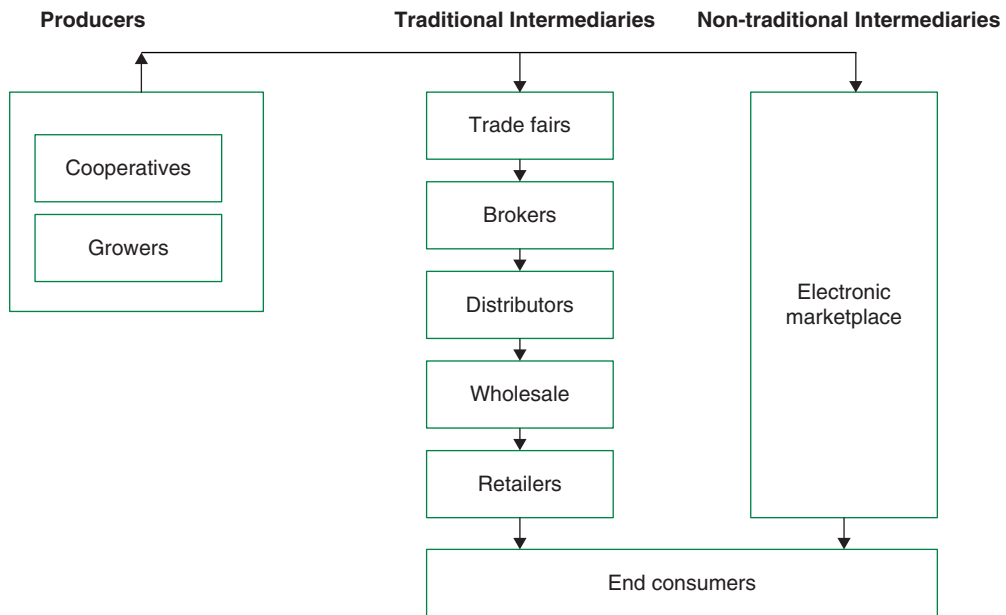 Producers
Traditional Intermediaries
Non-traditional Intermediaries
Cooperatives
Growers
Trade fairs
Brokers
Distributors
Wholesale
Retailers
Electronic
marketplace
End consumers